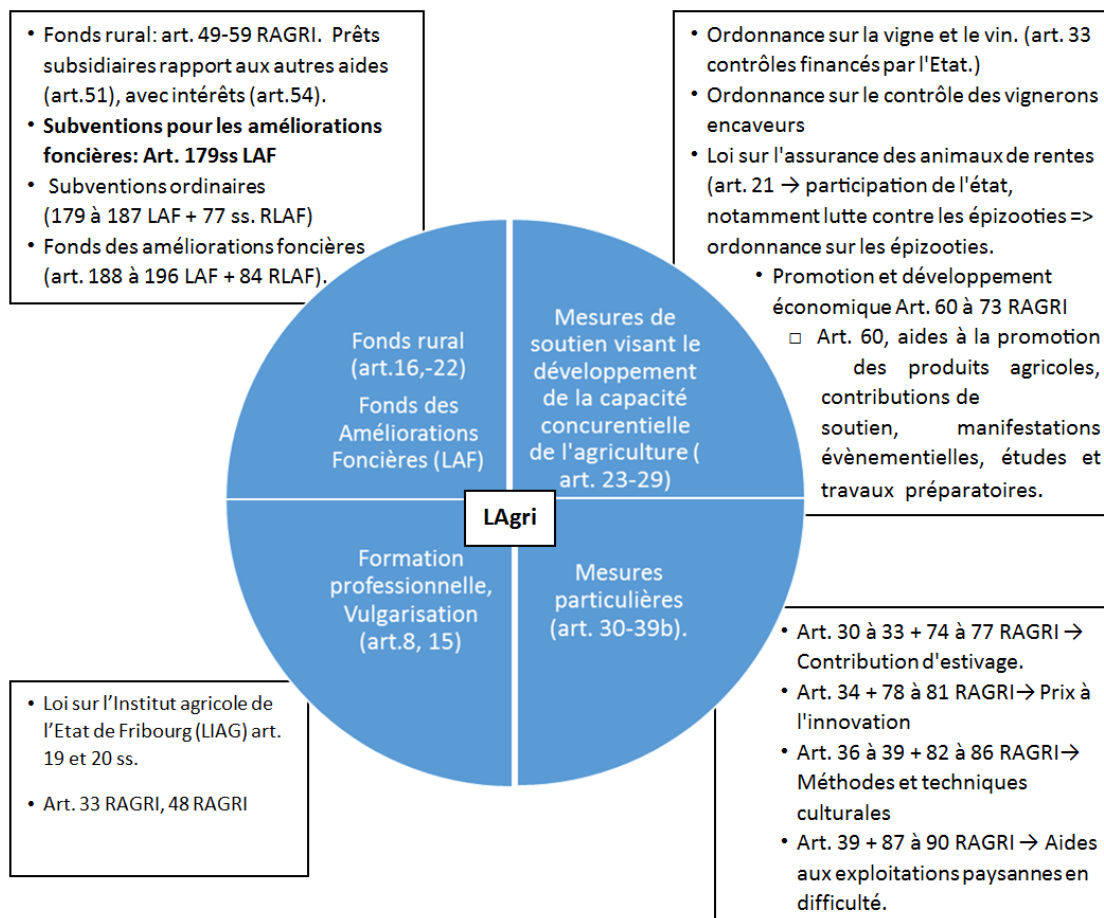 • Fonds rural: art. 49-59 RAGRI.  Prêts
subsidiaires rapport aux autres aides
(art.51), avec intérêts (art.54).
• Subventions pour les améliorations
foncières: Art. 179ss LAF
• Subventions ordinaires
(179 à 187 LAF + 77 ss. RLAF)
• Fonds des améliorations foncières
(art. 188 à 196 LAF + 84 RLAF).
• Ordonnance sur la vigne et le vin. (art. 33
contrôles financés par l'Etat.)
• Ordonnance sur le contrôle des vignerons
encaveurs
• Loi sur l'assurance des animaux de rentes
(art. 21 → participation de l'état,
notamment lutte contre les épizooties =>
ordonnance sur les épizooties.
• Promotion et développement
économique Art. 60 à 73 RAGRI
□ Art. 60, aides à la promotion
des produits agricoles,
contributions de
soutien, manifestations
évènementielles, études et
travaux préparatoires.
Fonds rural
(art.16,-22)
Fonds des
Améliorations
Foncières (LAF)
Mesures de
soutien visant le
développement
de la capacité
concurentielle
de l'agriculture (
art. 23-29)
LAgri
Formation
professionnelle,
Vulgarisation
(art.8, 15)
Mesures
particulières
(art. 30-39b).
• Loi sur l’Institut agricole de
l’Etat de Fribourg (LIAG) art.
19 et 20 ss.
• Art. 33 RAGRI, 48 RAGRI
• Art. 30 à 33 + 74 à 77 RAGRI →
Contribution d'estivage.
• Art. 34 + 78 à 81 RAGRI→ Prix à
l'innovation
• Art. 36 à 39 + 82 à 86 RAGRI→
Méthodes et techniques
culturales
• Art. 39 + 87 à 90 RAGRI → Aides
aux exploitations paysannes en
difficulté.